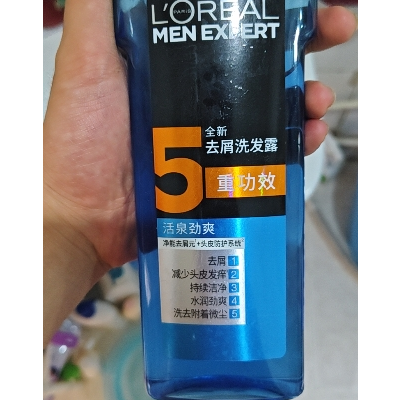 L'ORÉAL
PARIS
MEN EXPERT
5
全新
去屑洗发露
重功效
活泉劲爽
净能去屑元+头皮防护系统
去屑 1
减少头皮发痒 2
持续洁净 3
水润劲爽 4
洗去附着微尘 5